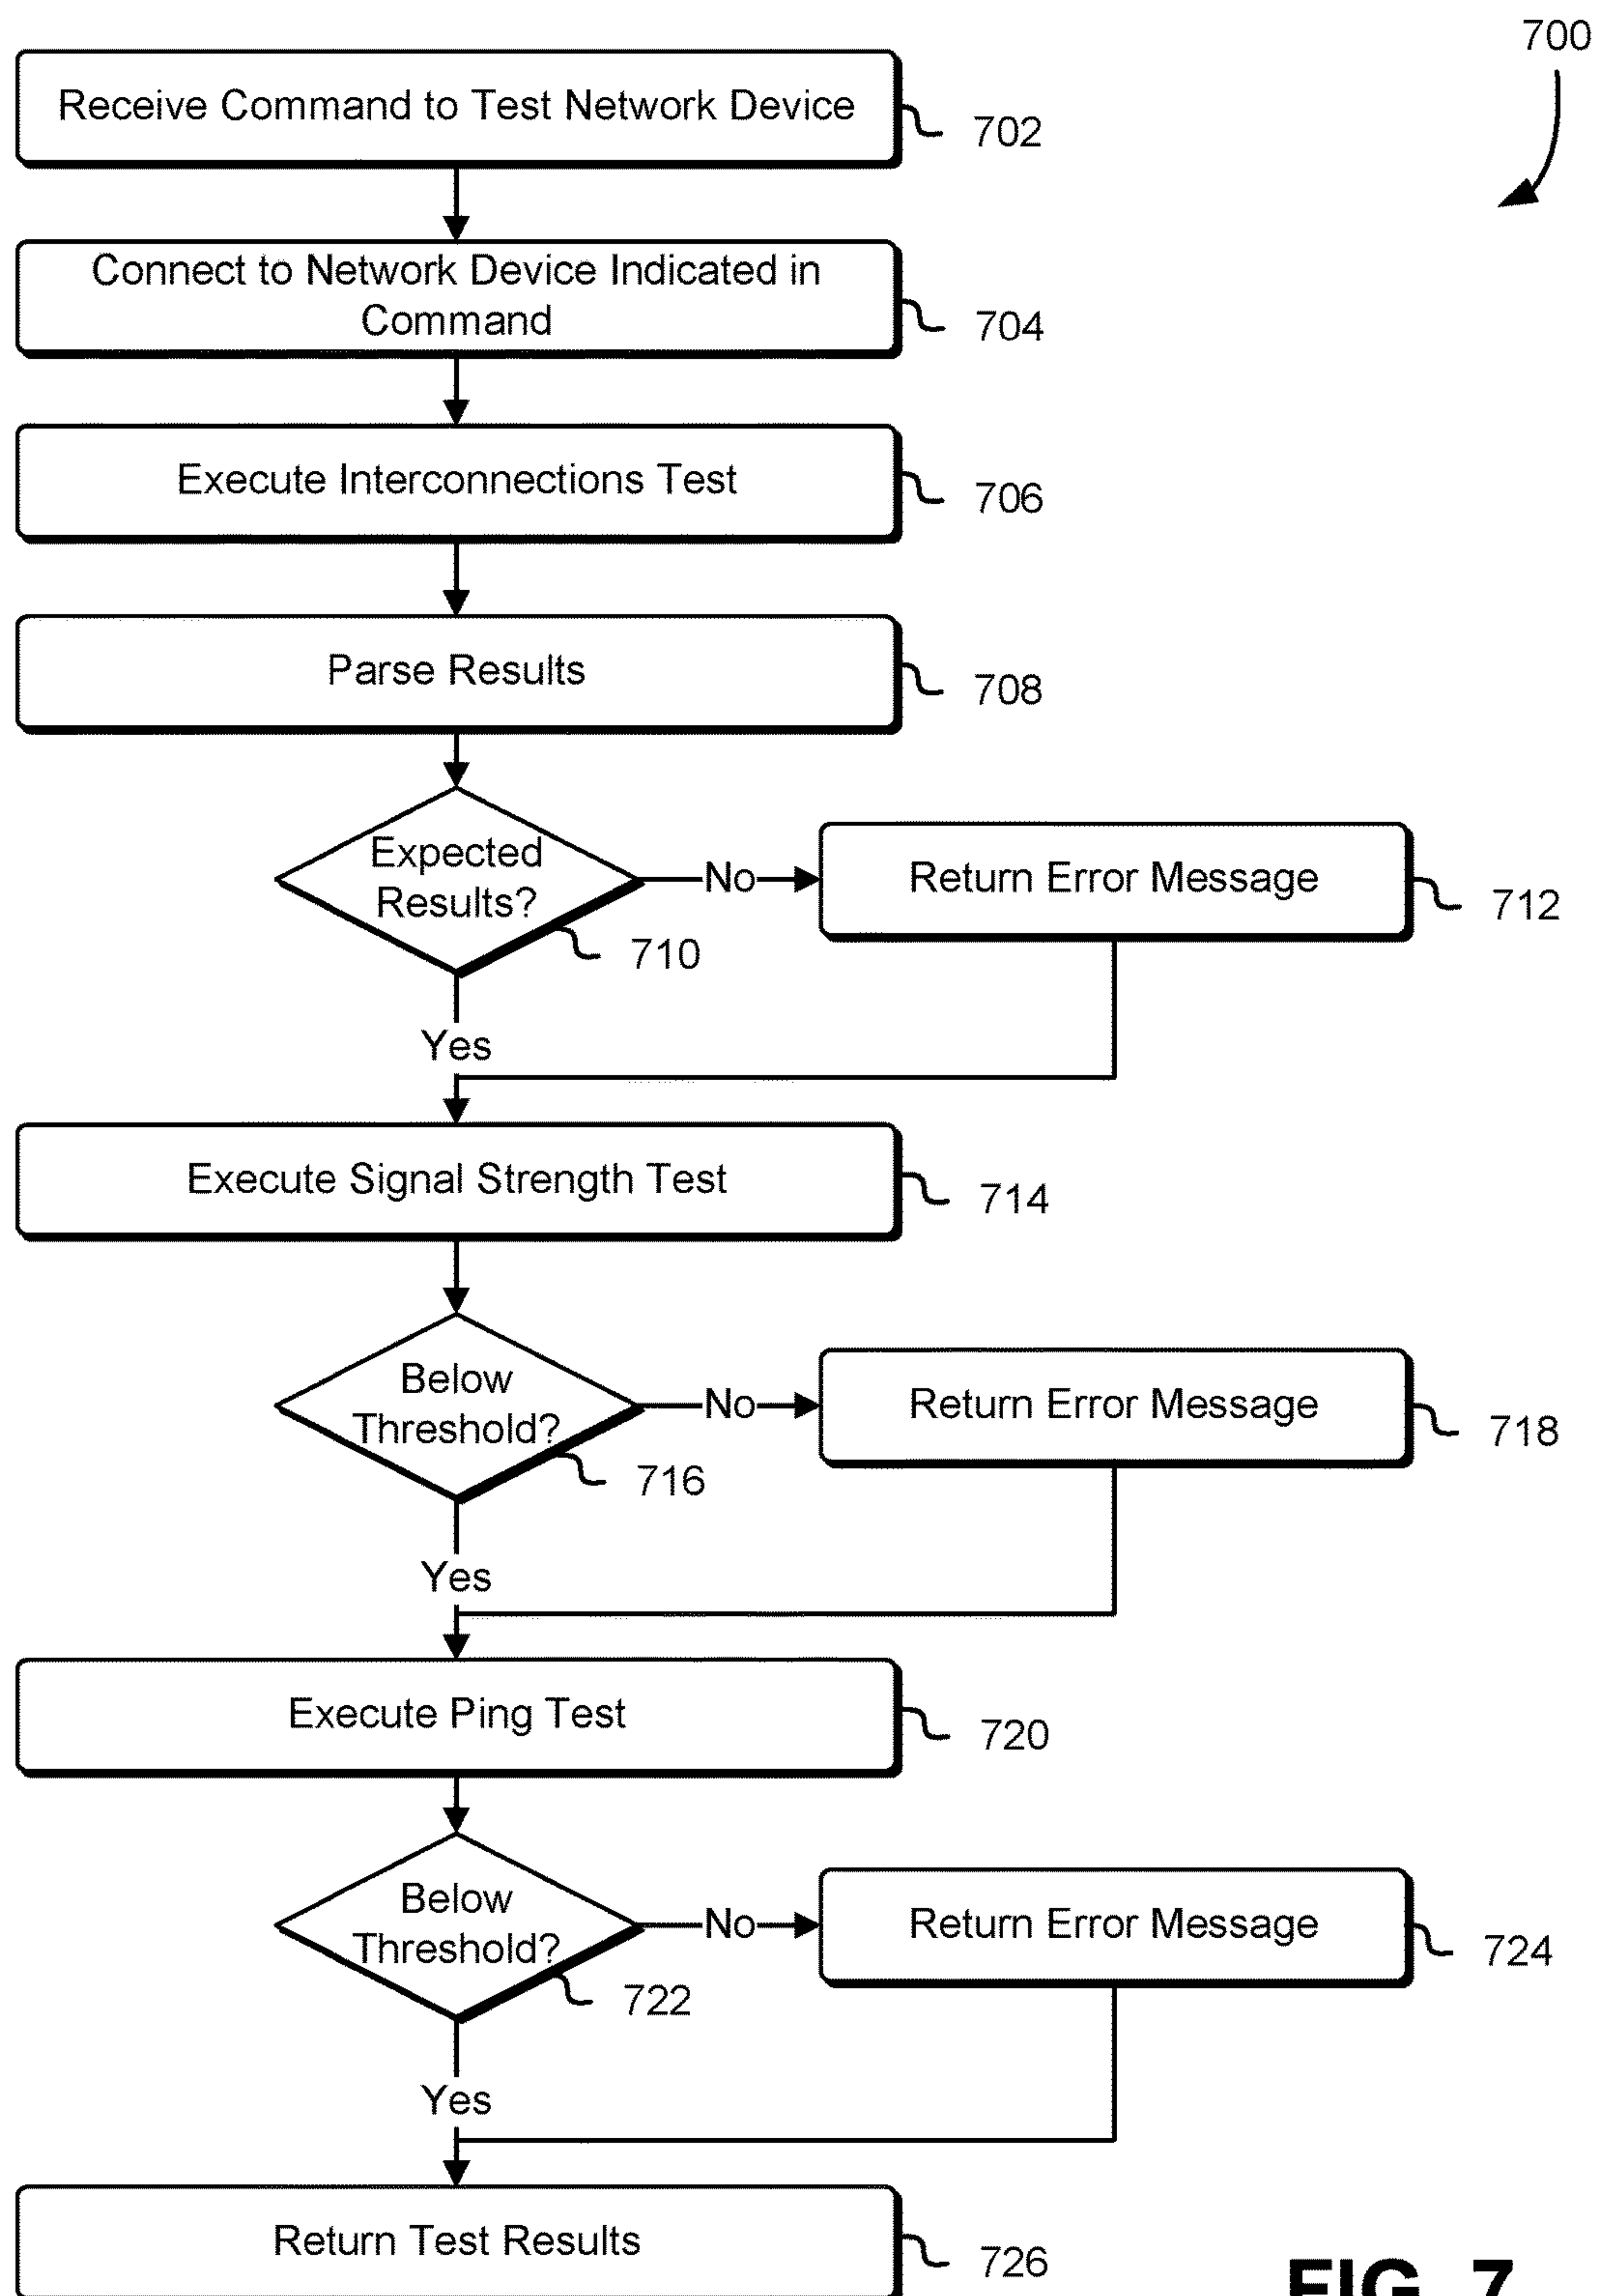 700
Receive Command to Test Network Device
702
Connect to Network Device Indicated in
Command
704
Execute Interconnections Test
706
Parse Results
708
Expected
Results?
710
No
Return Error Message
712
Yes
Execute Signal Strength Test
714
Below
Threshold?
716
No
Return Error Message
718
Yes
Execute Ping Test
720
Below
Threshold?
722
No
Return Error Message
724
Yes
Return Test Results
726
FIG. 7